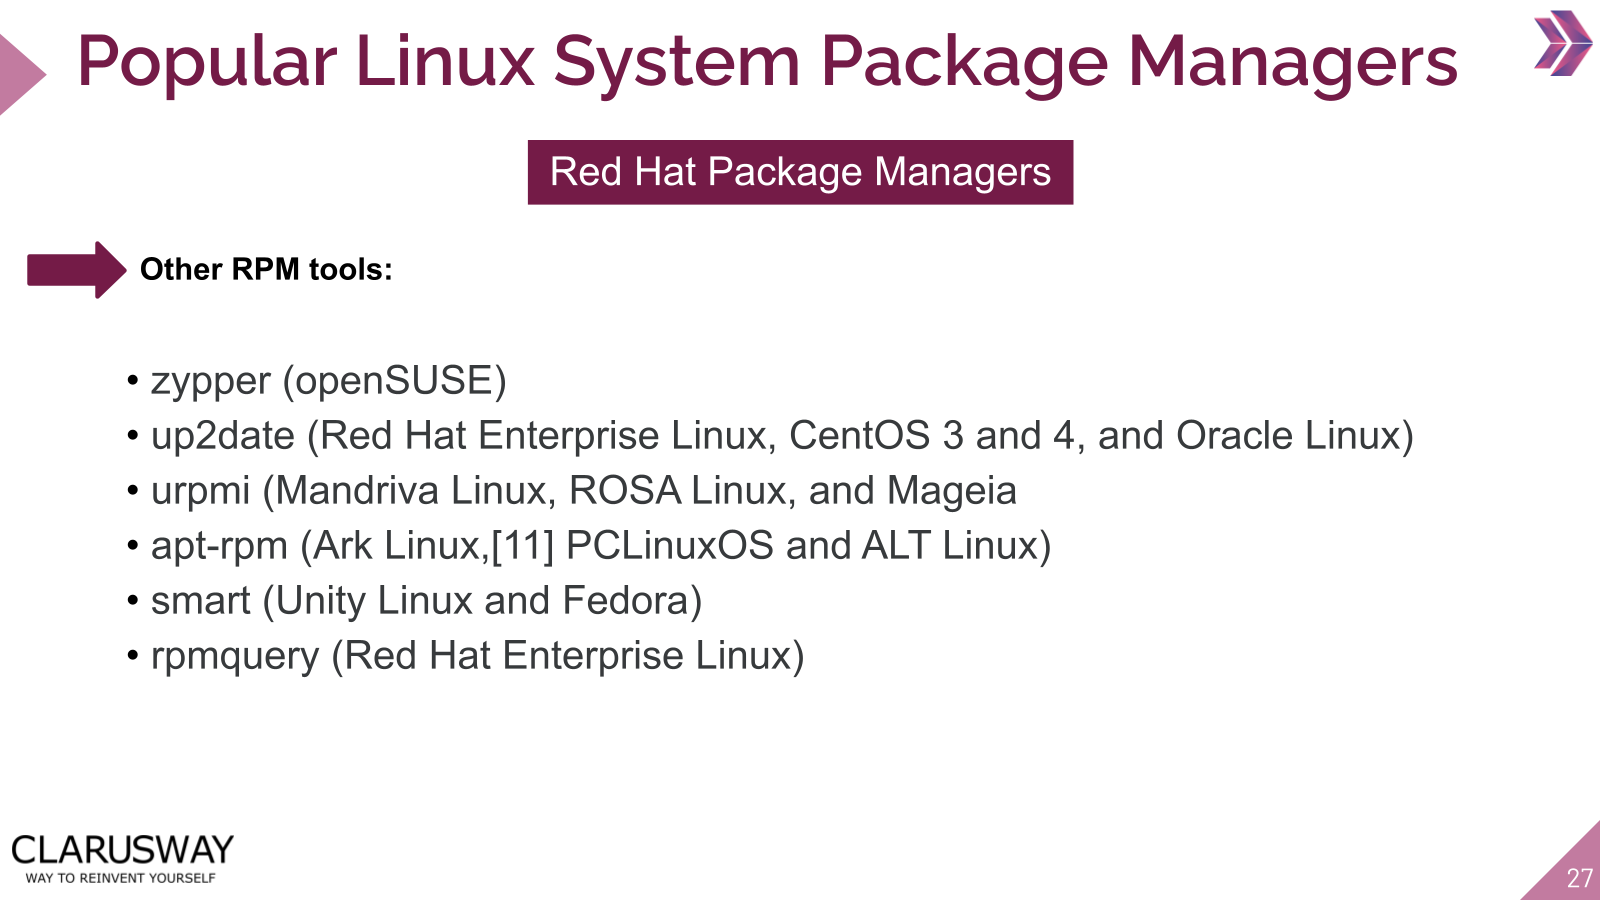 Popular Linux System Package Managers
Red Hat Package Managers
Other RPM tools:
• zypper (openSUSE)
• up2date (Red Hat Enterprise Linux, CentOS 3 and 4, and Oracle Linux)
• urpmi (Mandriva Linux, ROSA Linux, and Mageia
• apt-rpm (Ark Linux,[11] PCLinuxOS and ALT Linux)
• smart (Unity Linux and Fedora)
• rpmquery (Red Hat Enterprise Linux)
CLARUSWAY
WAY TO REINVENT YOURSELF
27